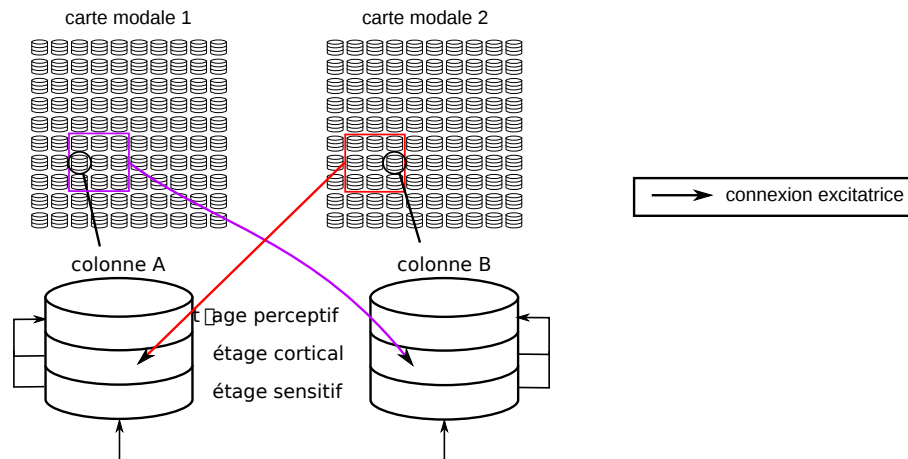 carte modale 1
carte modale 2
connexion excitatrice
colonne A
colonne B
perceptif
étage cortical
étage sensitif